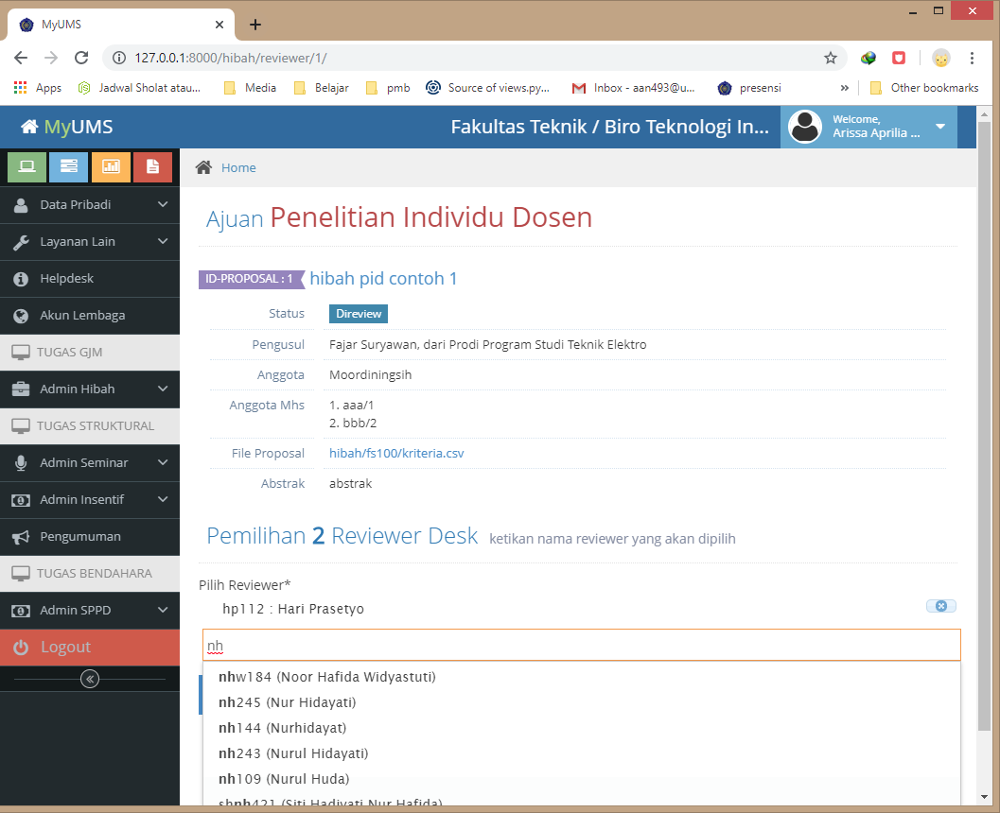 MyUMS
127.0.0.1:8000/hibah/reviewer/1/
Apps
Jadwal Sholat atau...
Media
Belajar
pmb
Source of views.py...
Inbox - aan493@u...
presensi
»
Other bookmarks
MyUMS
Fakultas Teknik / Biro Teknologi In...
Welcome,
Arissa Aprilia ...
Home
Data Pribadi
Layanan Lain
Helpdesk
Akun Lembaga
TUGAS GJM
Admin Hibah
TUGAS STRUKTURAL
Admin Seminar
Admin Insentif
Pengumuman
TUGAS BENDAHARA
Admin SPPD
Logout
Ajuan Penelitian Individu Dosen
ID-PROPOSAL : 1 hibah pid contoh 1
Status Direview
Pengusul Fajar Suryawan, dari Prodi Program Studi Teknik Elektro
Anggota Moordiningsih
Anggota Mhs 1. aaa/1
2. bbb/2
File Proposal hibah/fs100/kriteria.csv
Abstrak abstrak
Pemilihan 2 Reviewer Desk ketikan nama reviewer yang akan dipilih
Pilih Reviewer*
hp112 : Hari Prasetyo
nh
nhw184 (Noor Hafida Widyastuti)
nh245 (Nur Hidayati)
nh144 (Nurhidayat)
nh243 (Nurul Hidayati)
nh109 (Nurul Huda)
shnh421 (Siti Hadiyati Nur Hafida)